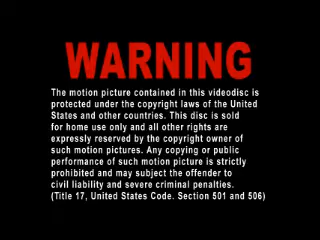 WARNING
The motion picture contained in this videodisc is
protected under the copyright laws of the United
States and other countries. This disc is sold
for home use only and all other rights are
expressly reserved by the copyright owner of
such motion pictures. Any copying or public
performance of such motion picture is strictly
prohibited and may subject the offender to
civil liability and severe criminal penalties.
(Title 17, United States Code. Section 501 and 506)